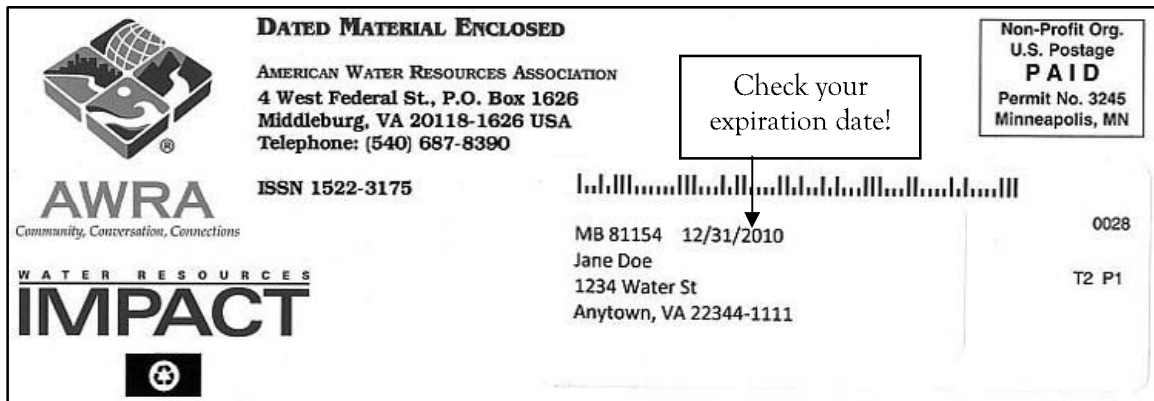 DATED MATERIAL ENCLOSED
AMERICAN WATER RESOURCES ASSOCIATION
4 West Federal St., P.O. Box 1626
Middleburg, VA 20118-1626 USA
Telephone: (540) 687-8390
ISSN 1522-3175
®
AWRA
Community, Conversation, Connections
WATER RESOURCES
IMPACT
Check your
expiration date!
Non-Profit Org.
U.S. Postage
PAID
Permit No. 3245
Minneapolis, MN
MB 81154 12/31/2010
Jane Doe
1234 Water St
Anytown, VA 22344-1111
0028
T2 P1